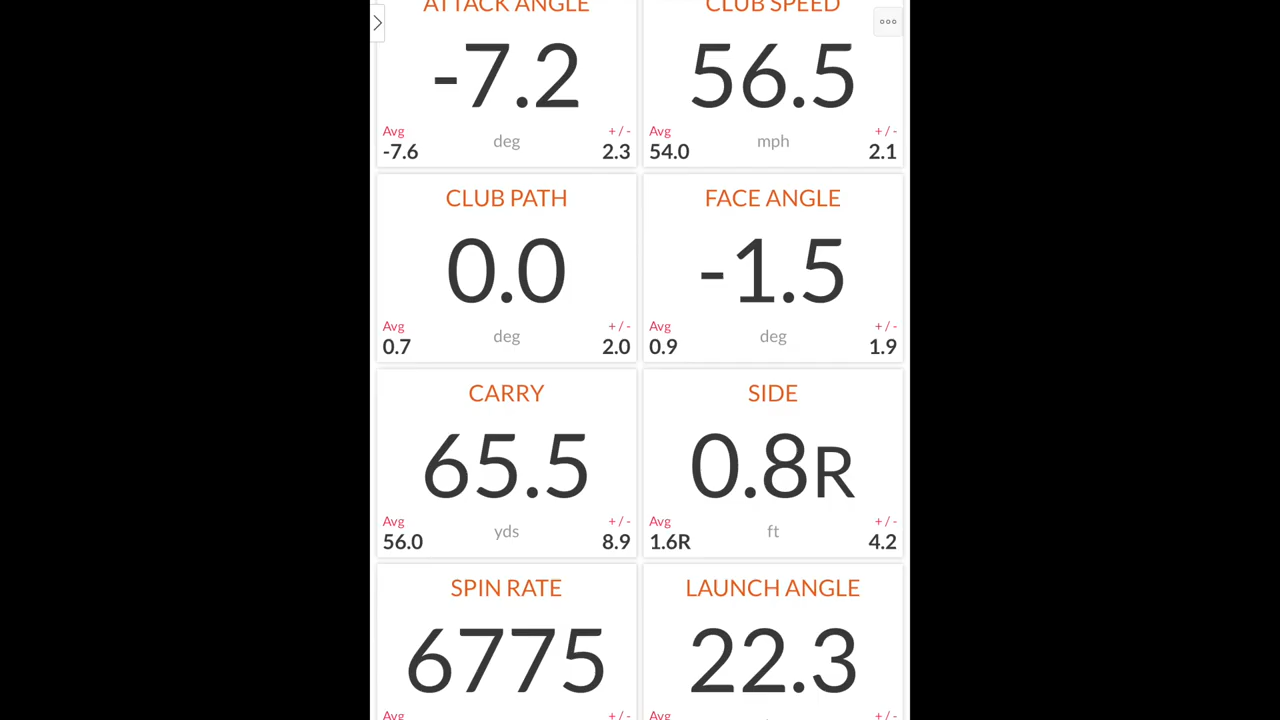 ATTACK ANGLE CLUB SPEED
-7.2 56.5
Avg deg +/- Avg mph +/-
-7.6 2.3 54.0 2.1
CLUB PATH FACE ANGLE
0.0 -1.5
Avg deg +/- Avg deg +/-
0.7 2.0 0.9 1.9
CARRY SIDE
65.5 0.8R
Avg yds +/- Avg ft +/-
56.0 8.9 1.6R 4.2
SPIN RATE LAUNCH ANGLE
6775 22.3
Avg +/- Avg +/-